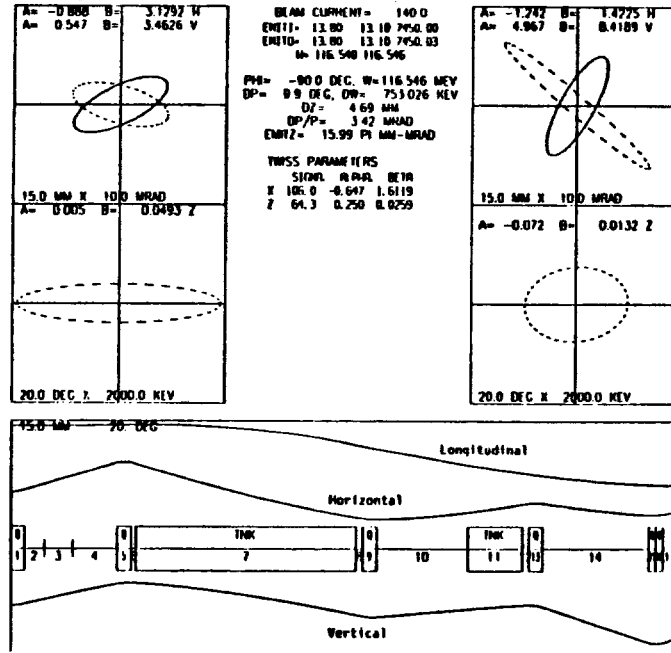 A= -0.888 B= 3.1292 H
A= 0.547 B= 3.4626 V
15.0 MM X 10.0 MRAD
A= 0.005 B= 0.0493 Z
20.0 DEG X 2000.0 KEV
BEAM CURRENT= 140.0
EMITI= 13.80 13.10 7450.00
EMITO= 13.80 13.10 7450.03
W= 116.540 116.546
PHI= -90.0 DEG, W=116.546 MEV
DP= 9.9 DEG, DW= 753.026 KEV
DZ= 4.69 MM
DP/P= 3.42 MRAD
EMITZ= 15.99 PI MM-MRAD
TWISS PARAMETERS
SIGMA ALPHA BETA
X 106.0 -0.647 1.6119
Z 64.3 0.250 0.0259
A= -1.242 B= 1.4225 H
A= 4.967 B= 8.4189 V
15.0 MM X 10.0 MRAD
A= -0.072 B= 0.0132 Z
20.0 DEG X 2000.0 KEV
15.0 MM 20. DEG
Longitudinal
Horizontal
Q Q TNK Q TNK Q
1 2 3 4 5 7 9 10 11 13 14
Vertical